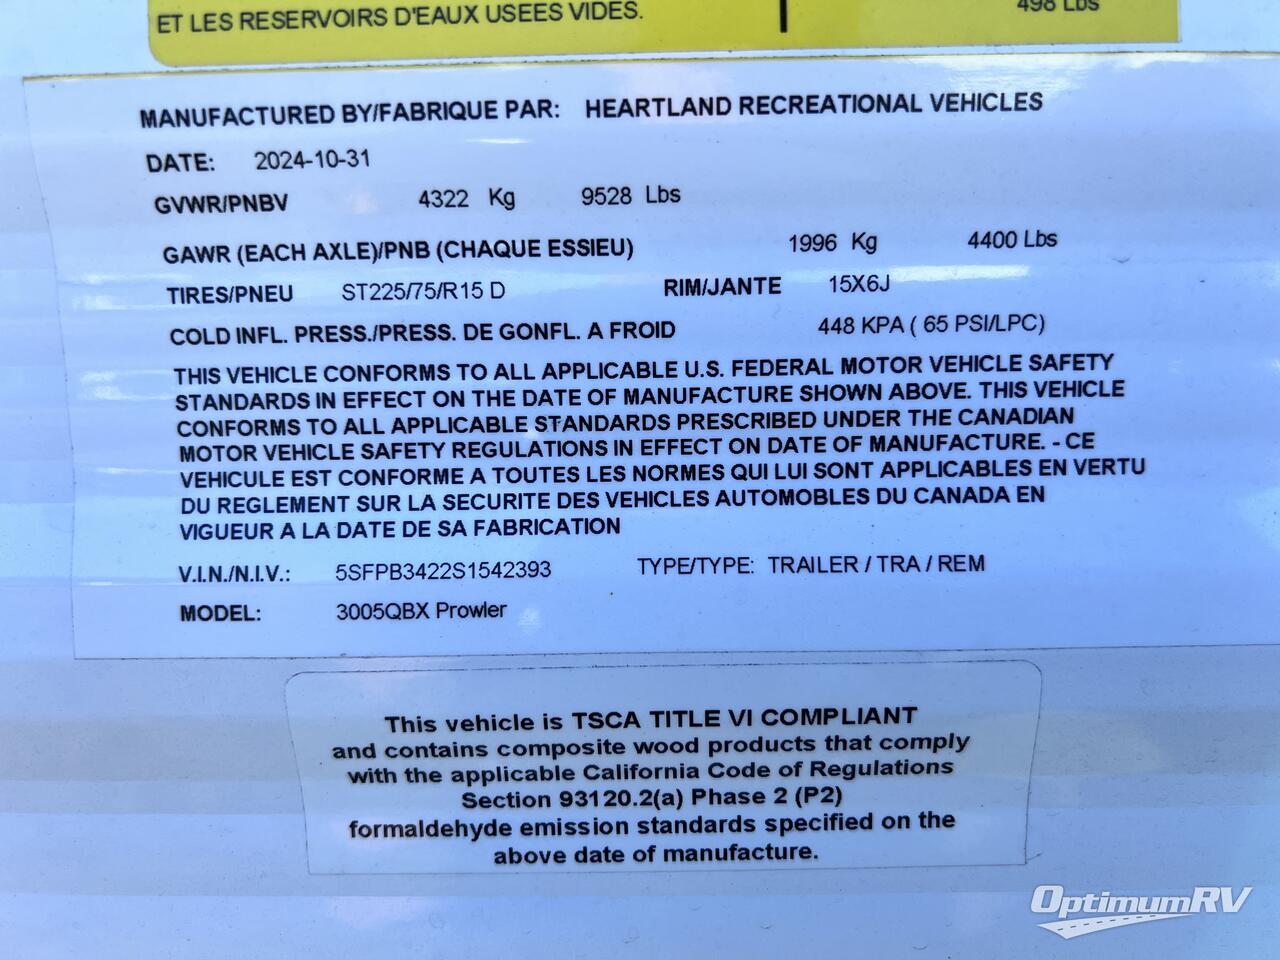 ET LES RESERVOIRS D'EAUX USEES VIDES.
498 Lbs
MANUFACTURED BY/FABRIQUE PAR: HEARTLAND RECREATIONAL VEHICLES
DATE: 2024-10-31
GVWR/PNBV 4322 Kg 9528 Lbs
GAWR (EACH AXLE)/PNB (CHAQUE ESSIEU) 1996 Kg 4400 Lbs
TIRES/PNEU ST225/75/R15 D RIM/JANTE 15X6J
COLD INFL. PRESS./PRESS. DE GONFL. A FROID 448 KPA ( 65 PSI/LPC)
THIS VEHICLE CONFORMS TO ALL APPLICABLE U.S. FEDERAL MOTOR VEHICLE SAFETY
STANDARDS IN EFFECT ON THE DATE OF MANUFACTURE SHOWN ABOVE. THIS VEHICLE
CONFORMS TO ALL APPLICABLE STANDARDS PRESCRIBED UNDER THE CANADIAN
MOTOR VEHICLE SAFETY REGULATIONS IN EFFECT ON DATE OF MANUFACTURE. - CE
VEHICULE EST CONFORME A TOUTES LES NORMES QUI LUI SONT APPLICABLES EN VERTU
DU REGLEMENT SUR LA SECURITE DES VEHICLES AUTOMOBLES DU CANADA EN
VIGUEUR A LA DATE DE SA FABRICATION
V.I.N./N.I.V.: 5SFPB3422S1542393 TYPE/TYPE: TRAILER / TRA / REM
MODEL: 3005QBX Prowler
This vehicle is TSCA TITLE VI COMPLIANT
and contains composite wood products that comply
with the applicable California Code of Regulations
Section 93120.2(a) Phase 2 (P2)
formaldehyde emission standards specified on the
above date of manufacture.
OptimumRV